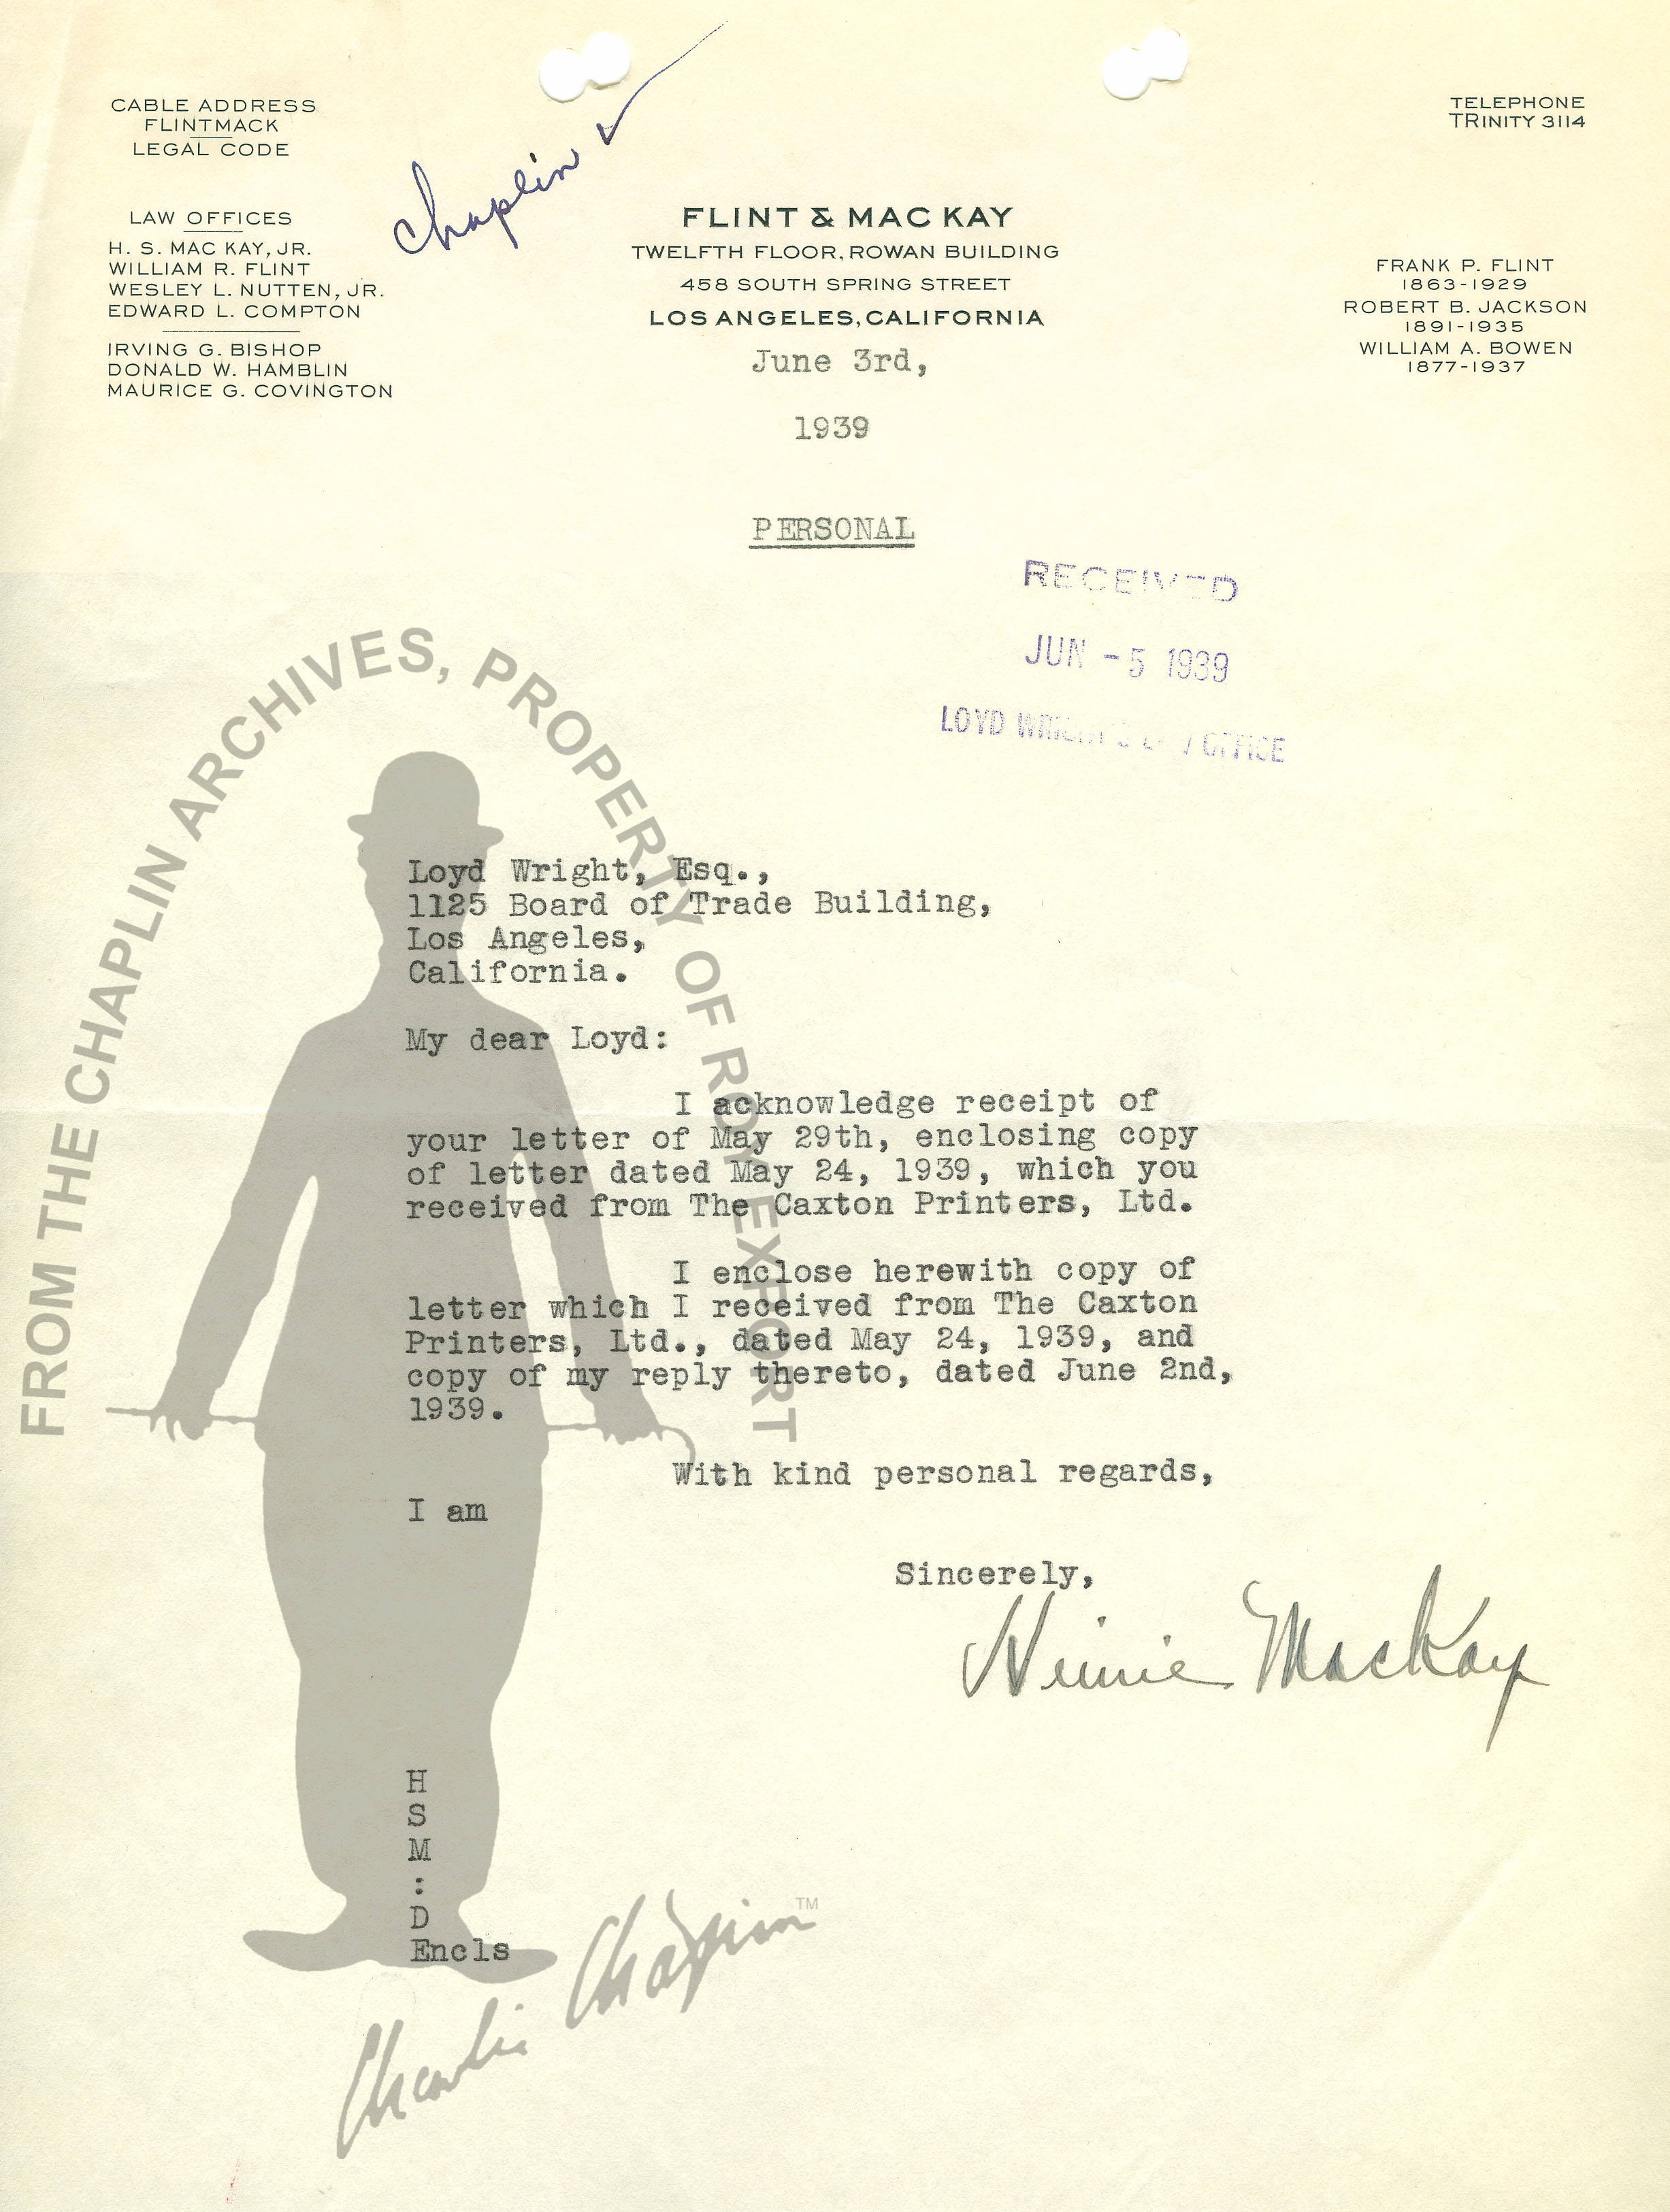 CABLE ADDRESS
FLINTMACK
LEGAL CODE
TELEPHONE
TRINITY 3114
Chaplin ✓
LAW OFFICES
H. S. MAC KAY, JR.
WILLIAM R. FLINT
WESLEY L. NUTTEN, JR.
EDWARD L. COMPTON
IRVING G. BISHOP
DONALD W. HAMBLIN
MAURICE G. COVINGTON
FLINT & MAC KAY
TWELFTH FLOOR, ROWAN BUILDING
458 SOUTH SPRING STREET
LOS ANGELES, CALIFORNIA
FRANK P. FLINT
1863-1929
ROBERT B. JACKSON
1891-1935
WILLIAM A. BOWEN
1877-1937
June 3rd,
1939
PERSONAL
RECEIVED
JUN - 5 1939
LOYD WRIGHT'S LAW OFFICE
FROM THE CHAPLIN ARCHIVES, PROPERTY OF ROY EXPORT
Loyd Wright, Esq.,
1125 Board of Trade Building,
Los Angeles,
California.
My dear Loyd:
I acknowledge receipt of
your letter of May 29th, enclosing copy
of letter dated May 24, 1939, which you
received from The Caxton Printers, Ltd.
I enclose herewith copy of
letter which I received from The Caxton
Printers, Ltd., dated May 24, 1939, and
copy of my reply thereto, dated June 2nd,
1939.
With kind personal regards,
I am
Sincerely,
MacKay
H
S
M
:
D
Encls
Charlie Chaplin™